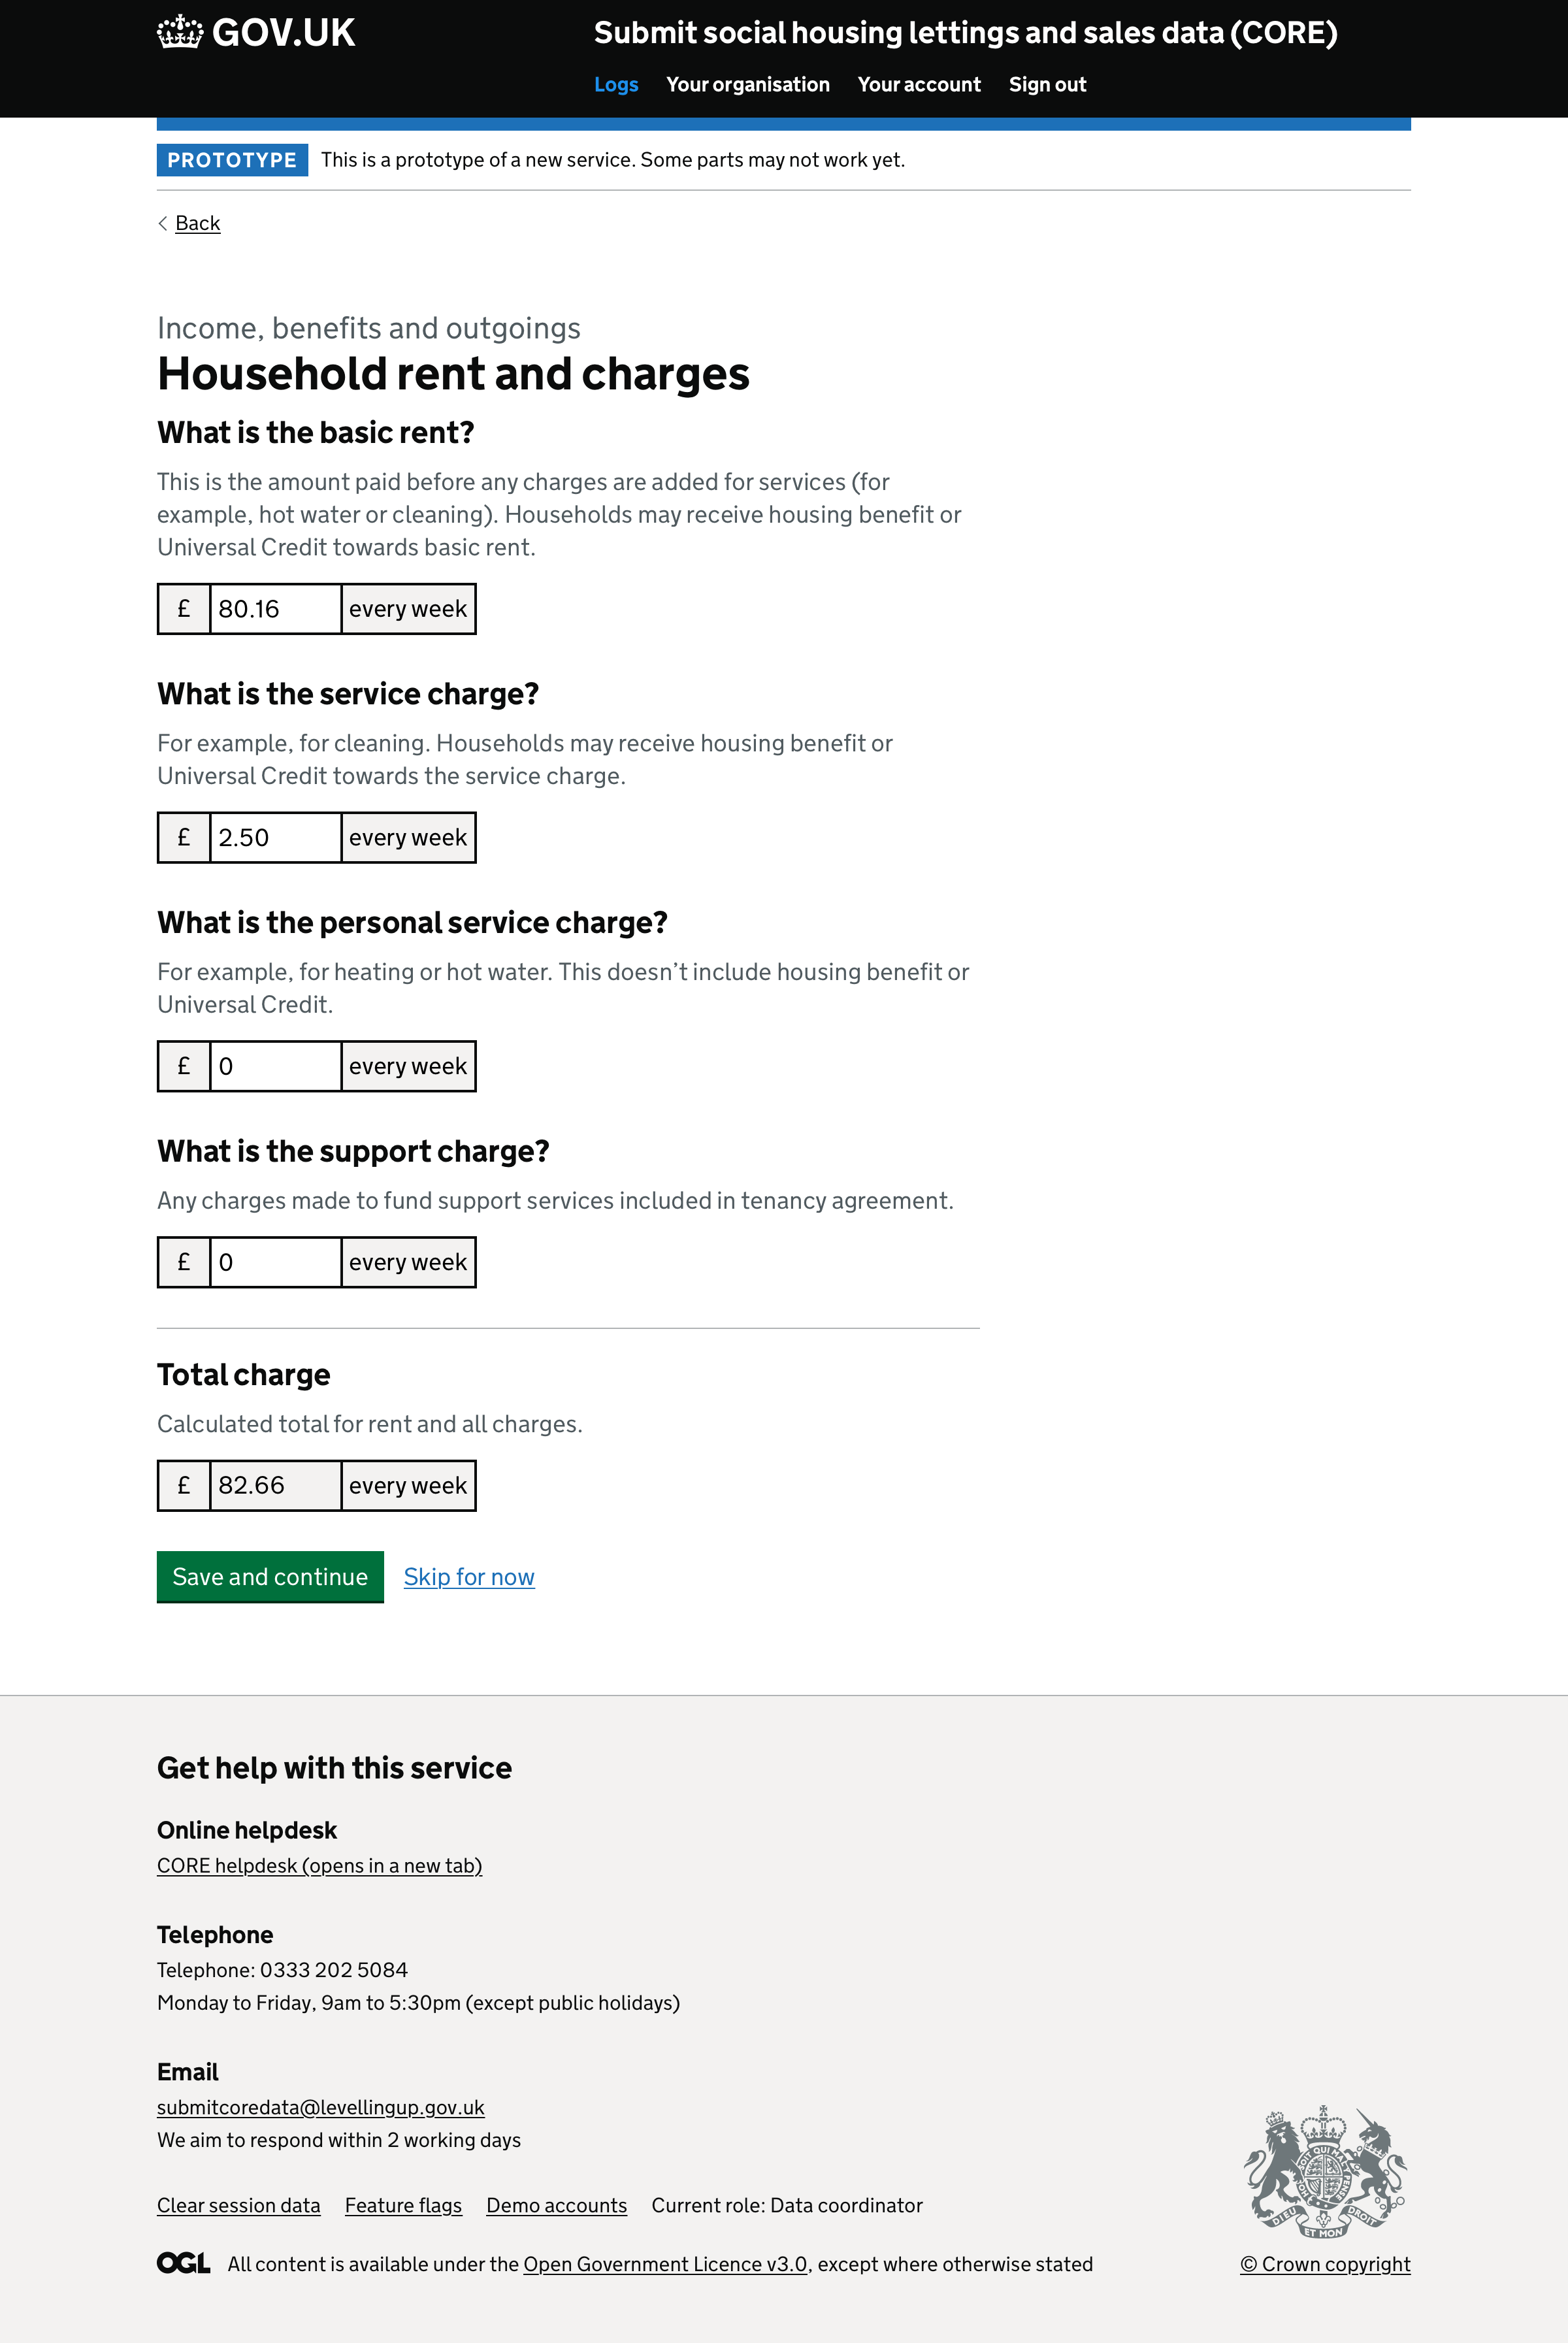 GOV.UK
Submit social housing lettings and sales data (CORE)
Logs Your organisation Your account Sign out
PROTOTYPE This is a prototype of a new service. Some parts may not work yet.
Back
Income, benefits and outgoings
Household rent and charges
What is the basic rent?
This is the amount paid before any charges are added for services (for
example, hot water or cleaning). Households may receive housing benefit or
Universal Credit towards basic rent.
£ 80.16 every week
What is the service charge?
For example, for cleaning. Households may receive housing benefit or
Universal Credit towards the service charge.
£ 2.50 every week
What is the personal service charge?
For example, for heating or hot water. This doesn’t include housing benefit or
Universal Credit.
£ 0 every week
What is the support charge?
Any charges made to fund support services included in tenancy agreement.
£ 0 every week
Total charge
Calculated total for rent and all charges.
£ 82.66 every week
Save and continue Skip for now
Get help with this service
Online helpdesk
CORE helpdesk (opens in a new tab)
Telephone
Telephone: 0333 202 5084
Monday to Friday, 9am to 5:30pm (except public holidays)
Email
submitcoredata@levellingup.gov.uk
We aim to respond within 2 working days
Clear session data Feature flags Demo accounts Current role: Data coordinator
DIEU ET MON DROIT
OGL All content is available under the Open Government Licence v3.0, except where otherwise stated
© Crown copyright